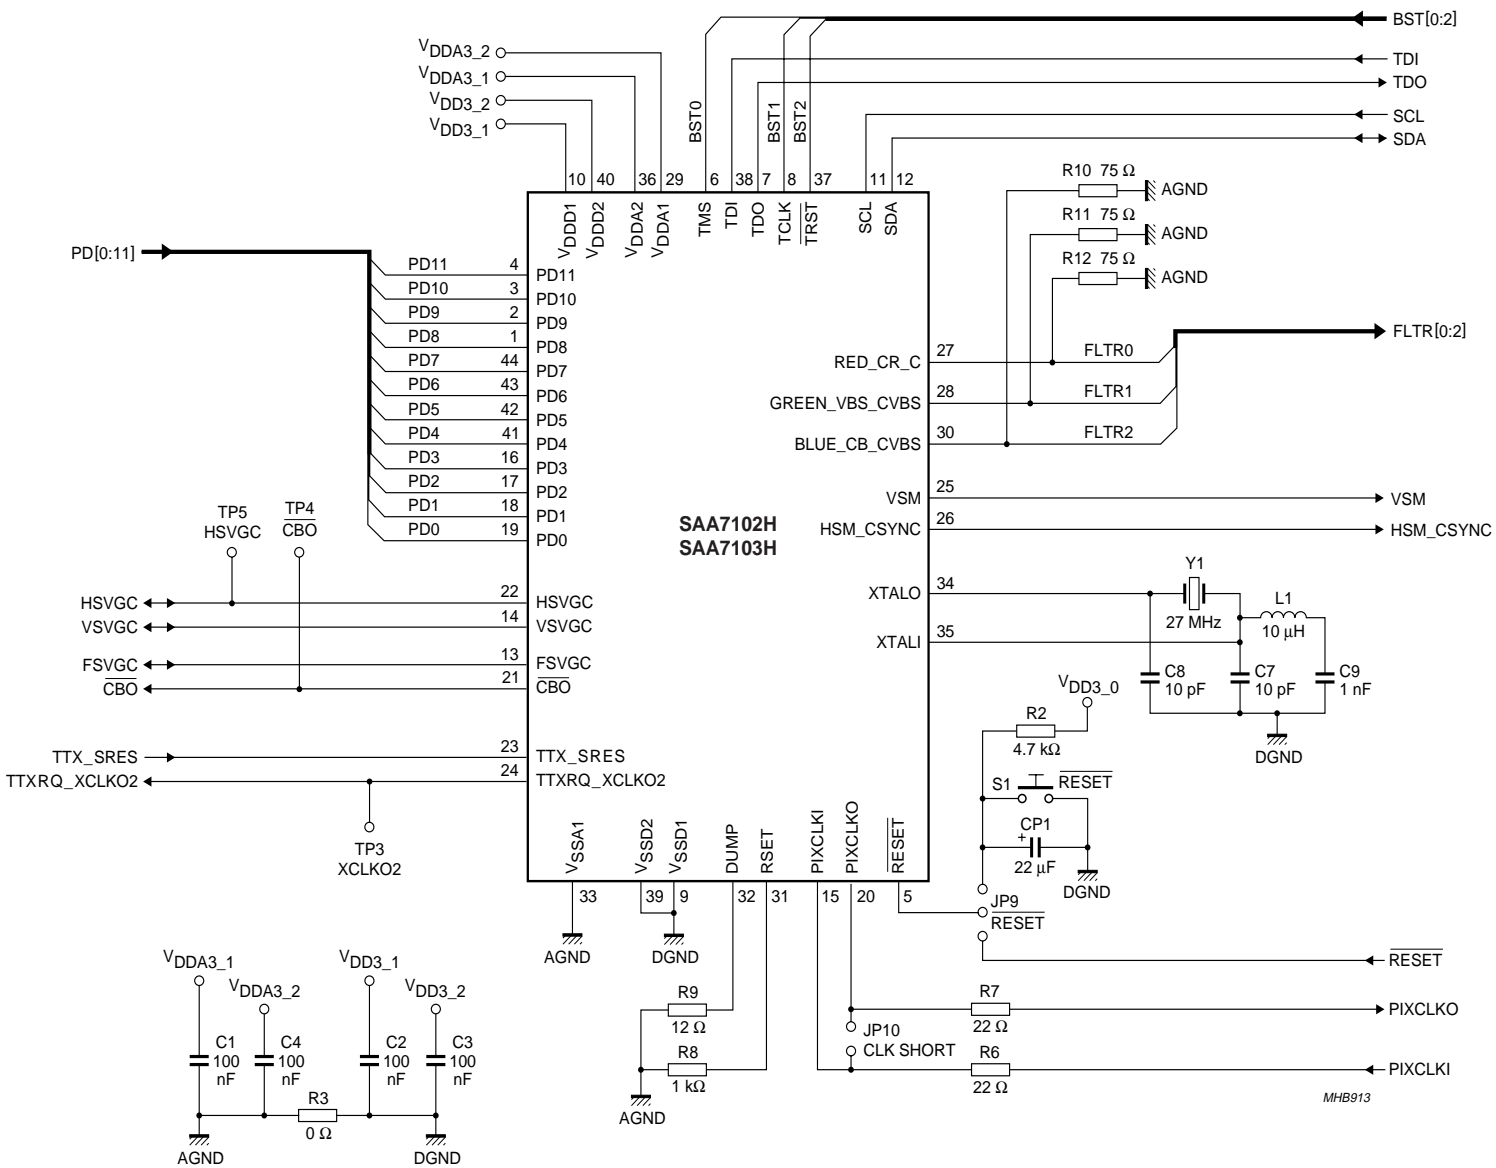 BST[0:2]
VDDA3_2
TDI
VDDA3_1
TDO
VDD3_2
BST0
BST1
BST2
SCL
VDD3_1
SDA
R10 75 Ω
AGND
10 40 36 29 6 38 7 8 37 11 12
VDDD1 VDDD2 VDDA2 VDDA1 TMS TDI TDO TCLK TRST SCL SDA
R11 75 Ω
AGND
PD[0:11]
R12 75 Ω
AGND
PD11 4 PD11
PD10 3 PD10
PD9 2 PD9
PD8 1 PD8
PD7 44 PD7
PD6 43 PD6
PD5 42 PD5
PD4 41 PD4
PD3 16 PD3
PD2 17 PD2
PD1 18 PD1
PD0 19 PD0
FLTR[0:2]
RED_CR_C 27 FLTR0
GREEN_VBS_CVBS 28 FLTR1
BLUE_CB_CVBS 30 FLTR2
VSM 25 VSM
HSM_CSYNC 26 HSM_CSYNC
SAA7102H
SAA7103H
TP5
HSVGC
TP4
CBO
HSVGC 22 HSVGC
VSVGC 14 VSVGC
FSVGC 13 FSVGC
CBO 21 CBO
XTALO 34
XTALI 35
Y1
27 MHz
L1
10 μH
C8
10 pF
C7
10 pF
C9
1 nF
DGND
VDD3_0
R2
4.7 kΩ
S1 RESET
CP1
+
22 μF
DGND
TTX_SRES 23 TTX_SRES
TTXRQ_XCLKO2 24 TTXRQ_XCLKO2
TP3
XCLKO2
VSSA1 VSSD2 VSSD1 DUMP RSET PIXCLKI PIXCLKO RESET
33 39 9 32 31 15 20 5
JP9
RESET
AGND
DGND
RESET
VDDA3_1
VDDA3_2
VDD3_1
VDD3_2
C1
100
nF
C4
100
nF
C2
100
nF
C3
100
nF
R3
0 Ω
AGND
DGND
R9
12 Ω
R8
1 kΩ
AGND
R7
22 Ω
PIXCLKO
JP10
CLK SHORT
R6
22 Ω
PIXCLKI
MHB913